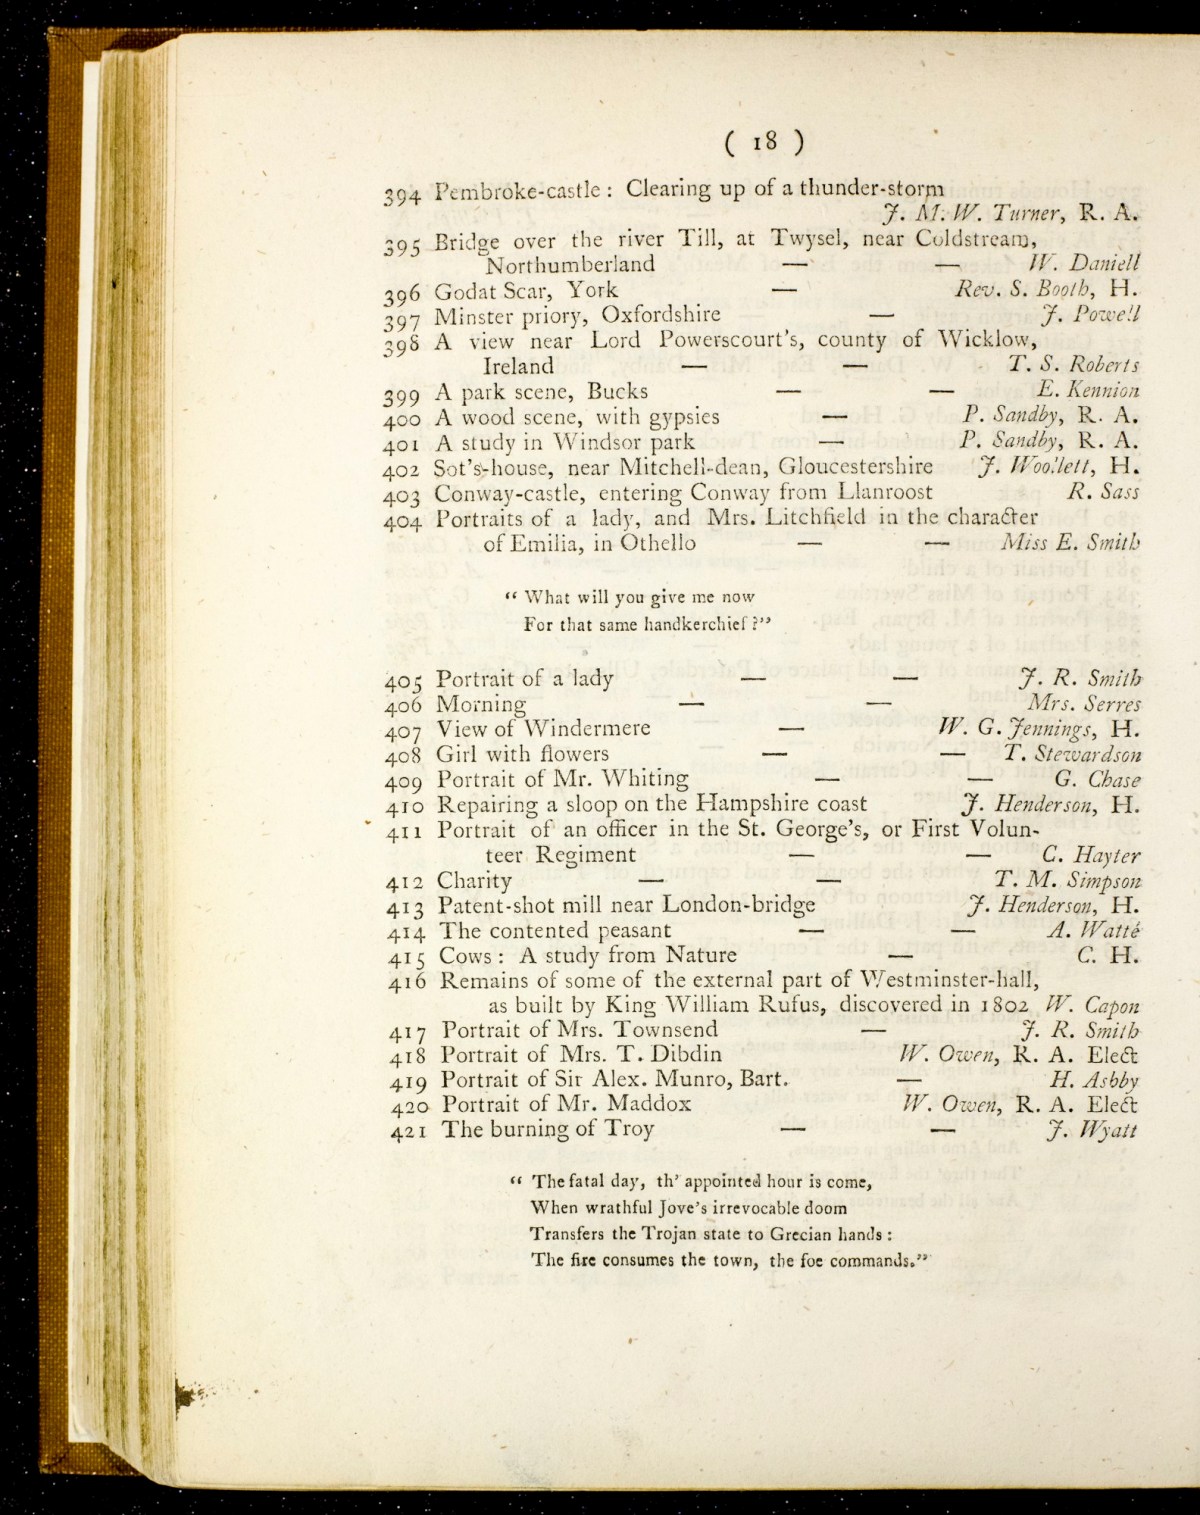 ( 18 )
394 Pembroke-castle : Clearing up of a thunder-storm
J. M. W. Turner, R. A.
395 Bridge over the river Till, at Twysel, near Coldstream,
Northumberland — — W. Daniell
396 Godat Scar, York — Rev. S. Booth, H.
397 Minster priory, Oxfordshire — J. Powell
398 A view near Lord Powerscourt's, county of Wicklow,
Ireland — — T. S. Roberts
399 A park scene, Bucks — — E. Kennion
400 A wood scene, with gypsies — P. Sandby, R. A.
401 A study in Windsor park — P. Sandby, R. A.
402 Sot's-house, near Mitchell-dean, Gloucestershire J. Woollett, H.
403 Conway-castle, entering Conway from Llanroost R. Sass
404 Portraits of a lady, and Mrs. Litchfield in the character
of Emilia, in Othello — — Miss E. Smith
“ What will you give me now
For that same handkerchief ?”
405 Portrait of a lady — — J. R. Smith
406 Morning — — Mrs. Serres
407 View of Windermere — W. G. Jennings, H.
408 Girl with flowers — — T. Stewardson
409 Portrait of Mr. Whiting — — G. Chase
410 Repairing a sloop on the Hampshire coast J. Henderson, H.
411 Portrait of an officer in the St. George's, or First Volun-
teer Regiment — — C. Hayter
412 Charity — — T. M. Simpson
413 Patent-shot mill near London-bridge J. Henderson, H.
414 The contented peasant — — A. Watté
415 Cows : A study from Nature — C. H.
416 Remains of some of the external part of Westminster-hall,
as built by King William Rufus, discovered in 1802 W. Capon
417 Portrait of Mrs. Townsend — J. R. Smith
418 Portrait of Mrs. T. Dibdin W. Owen, R. A. Elect
419 Portrait of Sir Alex. Munro, Bart. — H. Ashby
420 Portrait of Mr. Maddox W. Owen, R. A. Elect
421 The burning of Troy — — J. Wyatt
“ The fatal day, th' appointed hour is come,
When wrathful Jove's irrevocable doom
Transfers the Trojan state to Grecian hands :
The fire consumes the town, the foe commands.”